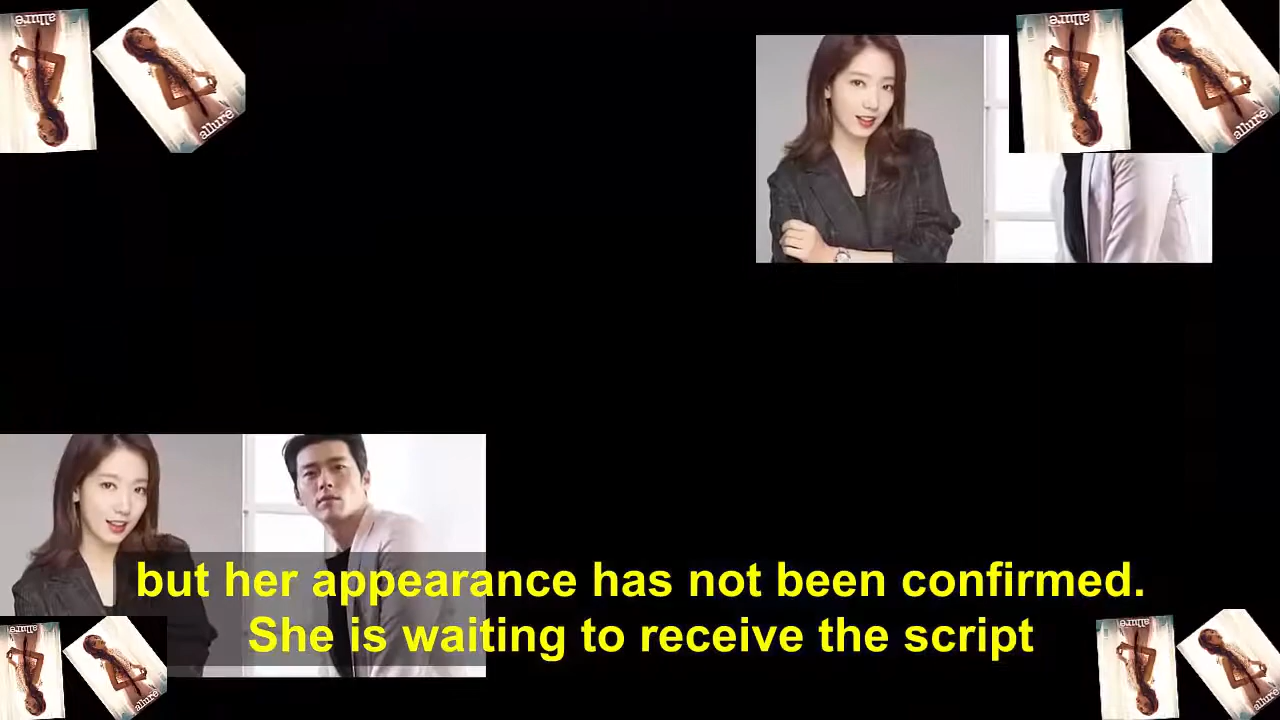 allure
allure
allure
allure
but her appearance has not been confirmed.
She is waiting to receive the script
allure
allure
allure
allure